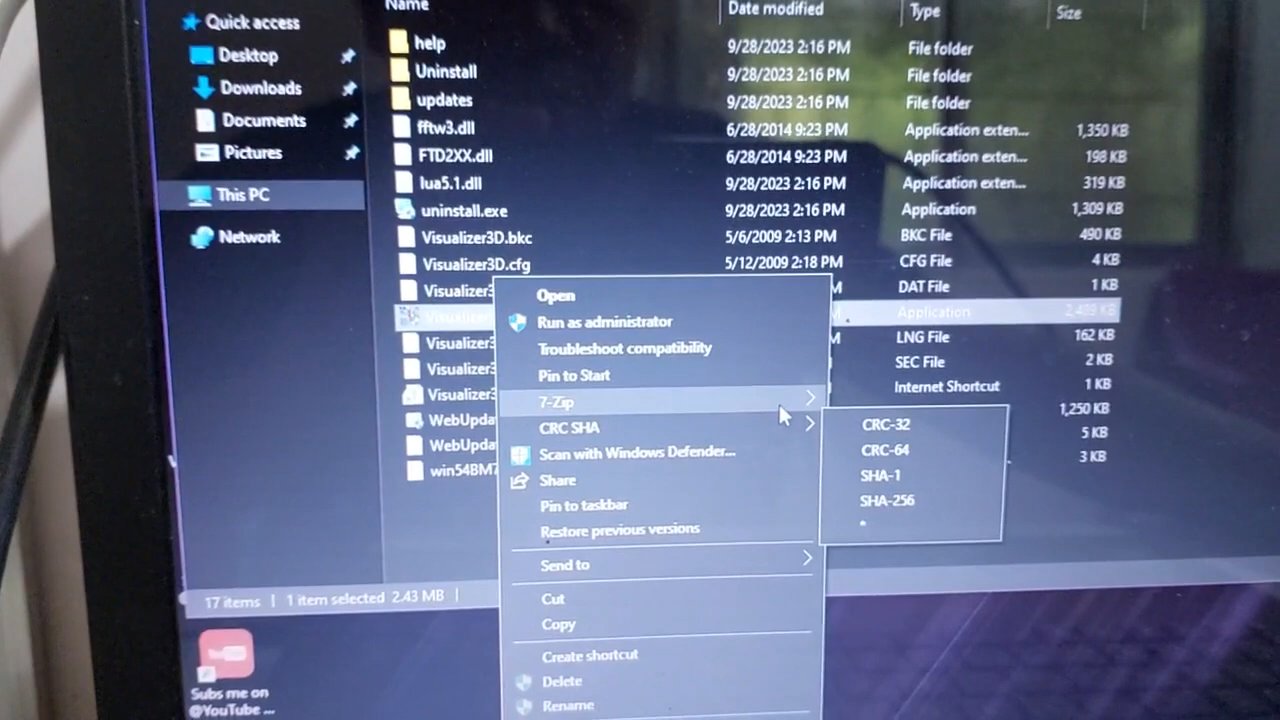 Name Date modified Type Size
Quick access
Desktop
Downloads
Documents
Pictures
This PC
Network
help 9/28/2023 2:16 PM File folder
Uninstall 9/28/2023 2:16 PM File folder
updates 9/28/2023 2:16 PM File folder
fftw3.dll 6/28/2014 9:23 PM Application exten... 1,350 KB
FTD2XX.dll 6/28/2014 9:23 PM Application exten... 198 KB
lua5.1.dll 9/28/2023 2:16 PM Application exten... 319 KB
uninstall.exe 9/28/2023 2:16 PM Application 1,309 KB
Visualizer3D.bkc 5/6/2009 2:13 PM BKC File 490 KB
Visualizer3D.cfg 5/12/2009 2:18 PM CFG File 4 KB
Visualizer3 M DAT File 1 KB
Visualizer M Application
Visualizer3 M LNG File 162 KB
Visualizer3 SEC File 2 KB
Visualizer3 Internet Shortcut 1 KB
WebUpda 1,250 KB
WebUpda 5 KB
win54BM7 3 KB
Open
Run as administrator
Troubleshoot compatibility
Pin to Start
7-Zip
CRC SHA
Scan with Windows Defender...
Share
Pin to taskbar
Restore previous versions
Send to
Cut
Copy
Create shortcut
Delete
Rename
CRC-32
CRC-64
SHA-1
SHA-256
*
17 items 1 item selected 2.43 MB
Subs me on
@YouTube ...